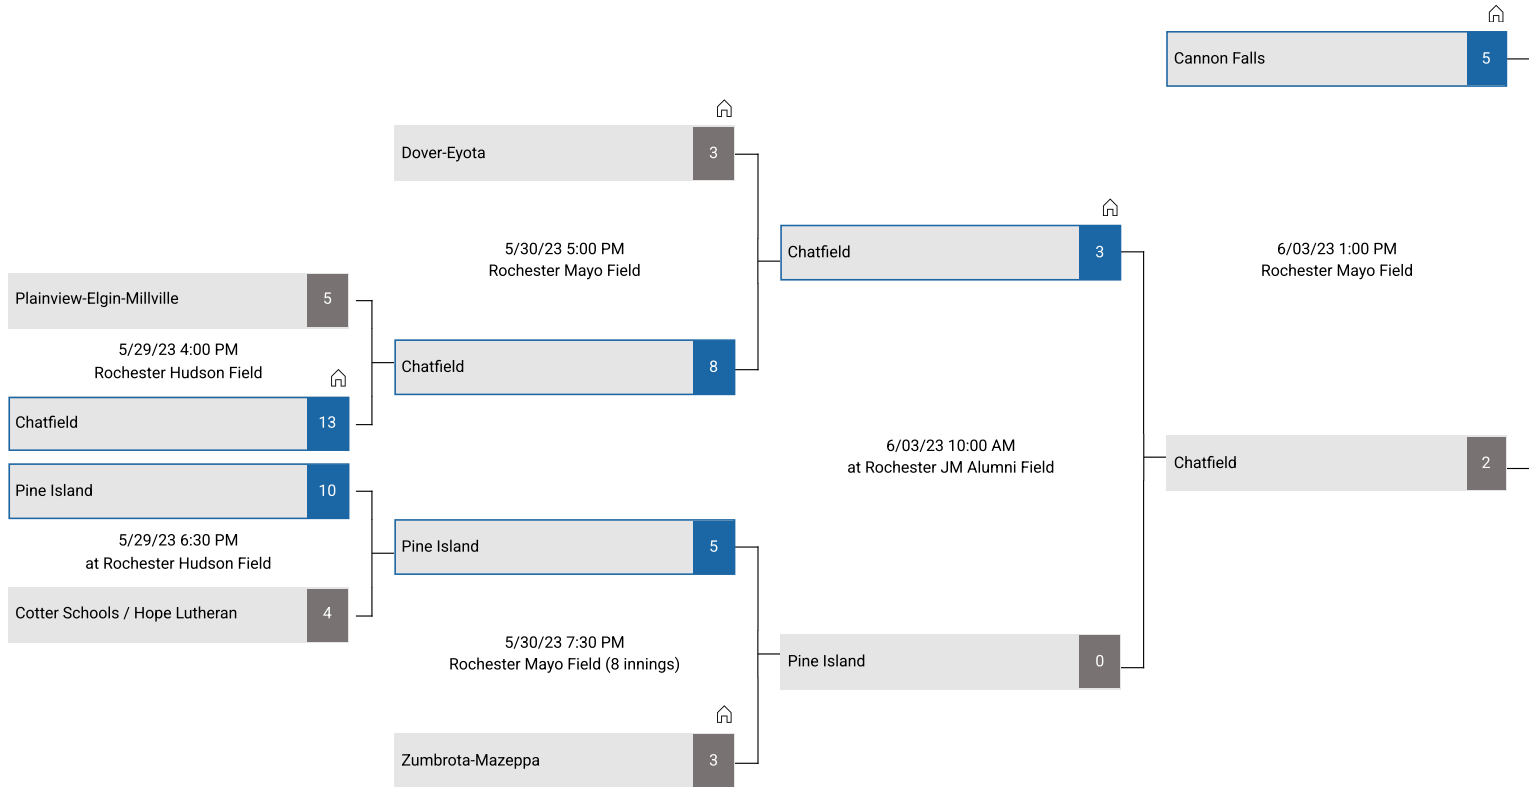 Cannon Falls 5
Dover-Eyota 3
Chatfield 3
5/30/23 5:00 PM
Rochester Mayo Field
6/03/23 1:00 PM
Rochester Mayo Field
Plainview-Elgin-Millville 5
5/29/23 4:00 PM
Rochester Hudson Field
Chatfield 8
Chatfield 13
6/03/23 10:00 AM
at Rochester JM Alumni Field
Chatfield 2
Pine Island 10
5/29/23 6:30 PM
at Rochester Hudson Field
Pine Island 5
Cotter Schools / Hope Lutheran 4
5/30/23 7:30 PM
Rochester Mayo Field (8 innings)
Pine Island 0
Zumbrota-Mazeppa 3